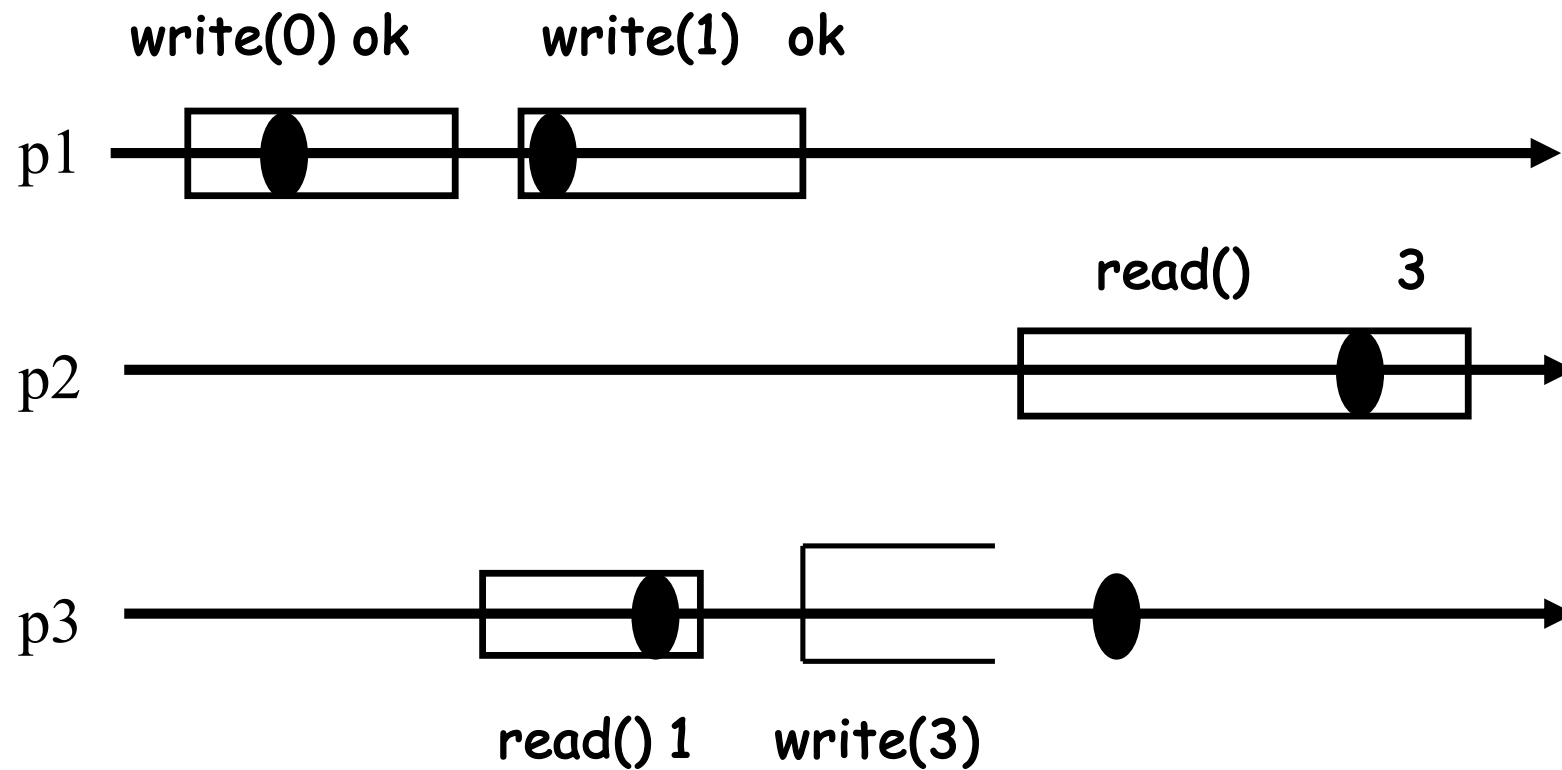 write(0) ok write(1) ok
p1
read() 3
p2
p3
read() 1 write(3)